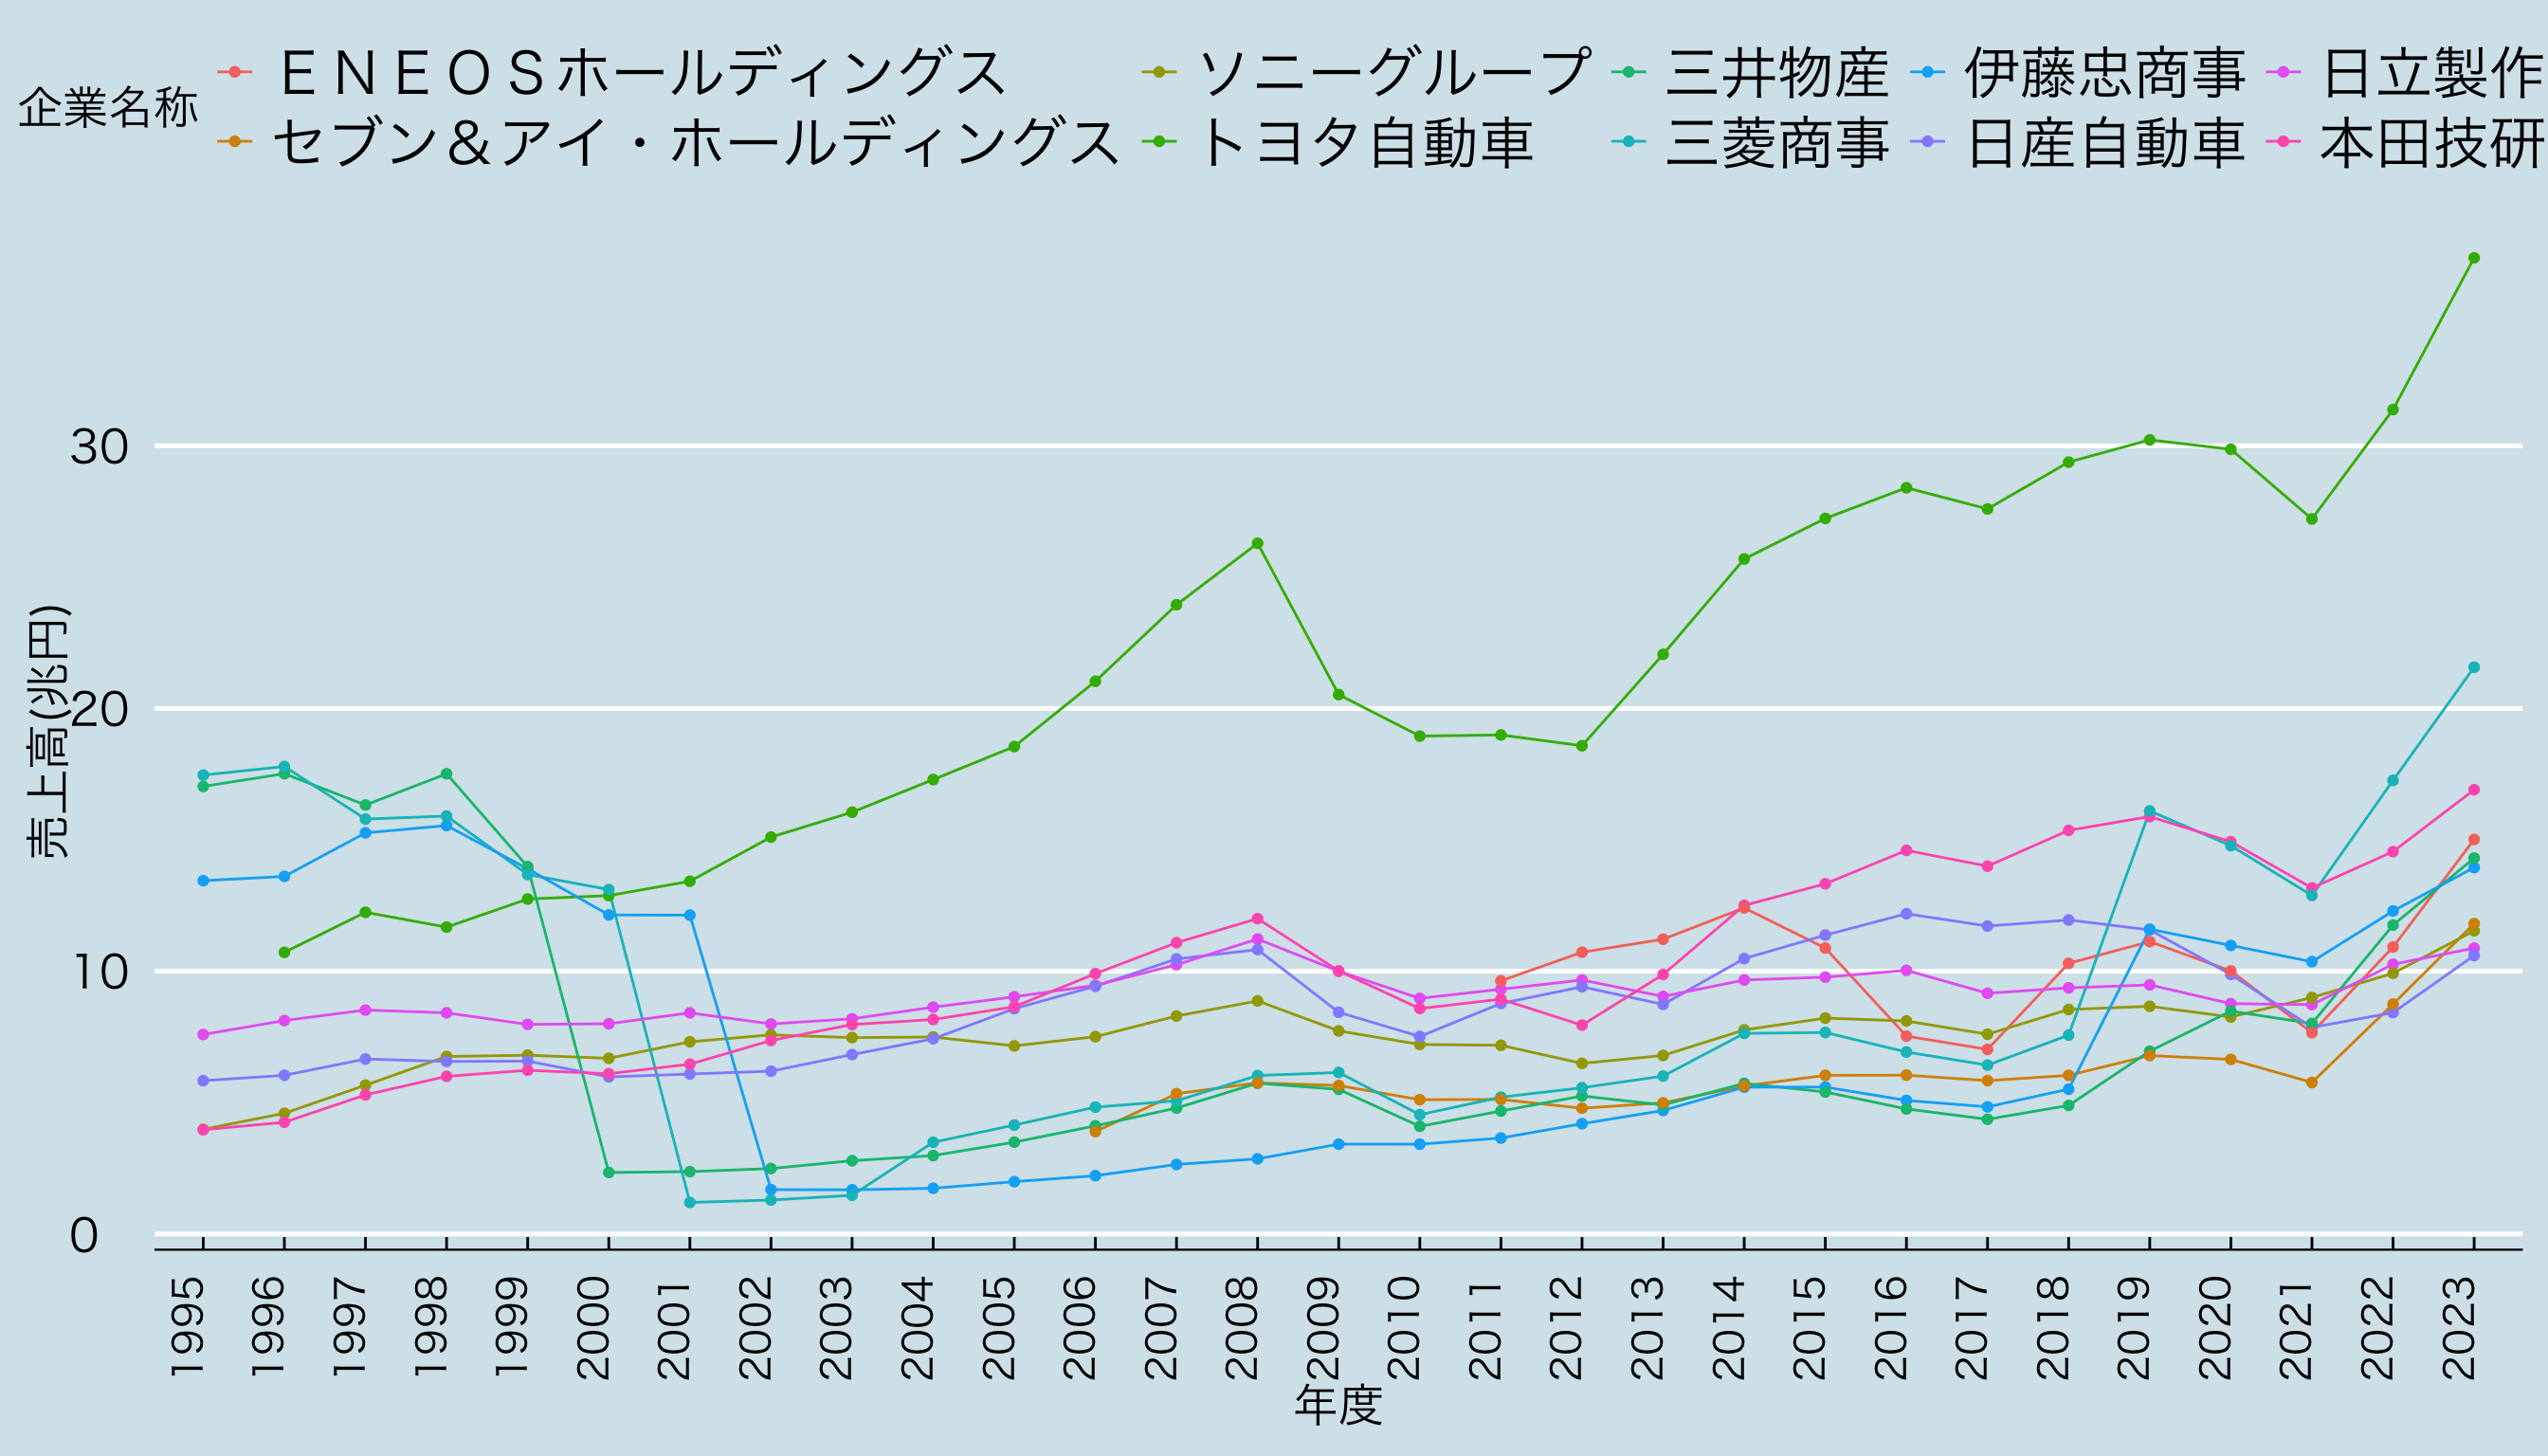 企業名称
ＥＮＥＯＳホールディングス ソニーグループ 三井物産 伊藤忠商事 日立製作
セブン＆アイ・ホールディングス トヨタ自動車 三菱商事 日産自動車 本田技研
売上高(兆円)
30
20
10
0
1995 1996 1997 1998 1999 2000 2001 2002 2003 2004 2005 2006 2007 2008 2009 2010 2011 2012 2013 2014 2015 2016 2017 2018 2019 2020 2021 2022 2023
年度